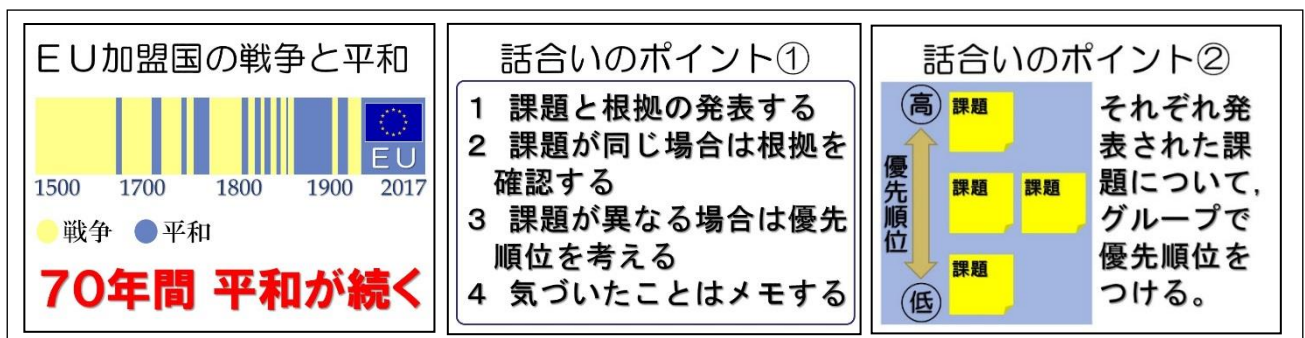 EU加盟国の戦争と平和
EU
1500 1700 1800 1900 2017
戦争 平和
70年間 平和が続く
話合いのポイント①
1 課題と根拠の発表する
2 課題が同じ場合は根拠を
確認する
3 課題が異なる場合は優先
順位を考える
4 気づいたことはメモする
話合いのポイント②
高
優先順位
低
課題
課題 課題
課題
それぞれ発
表された課
題について,
グループで
優先順位を
つける。